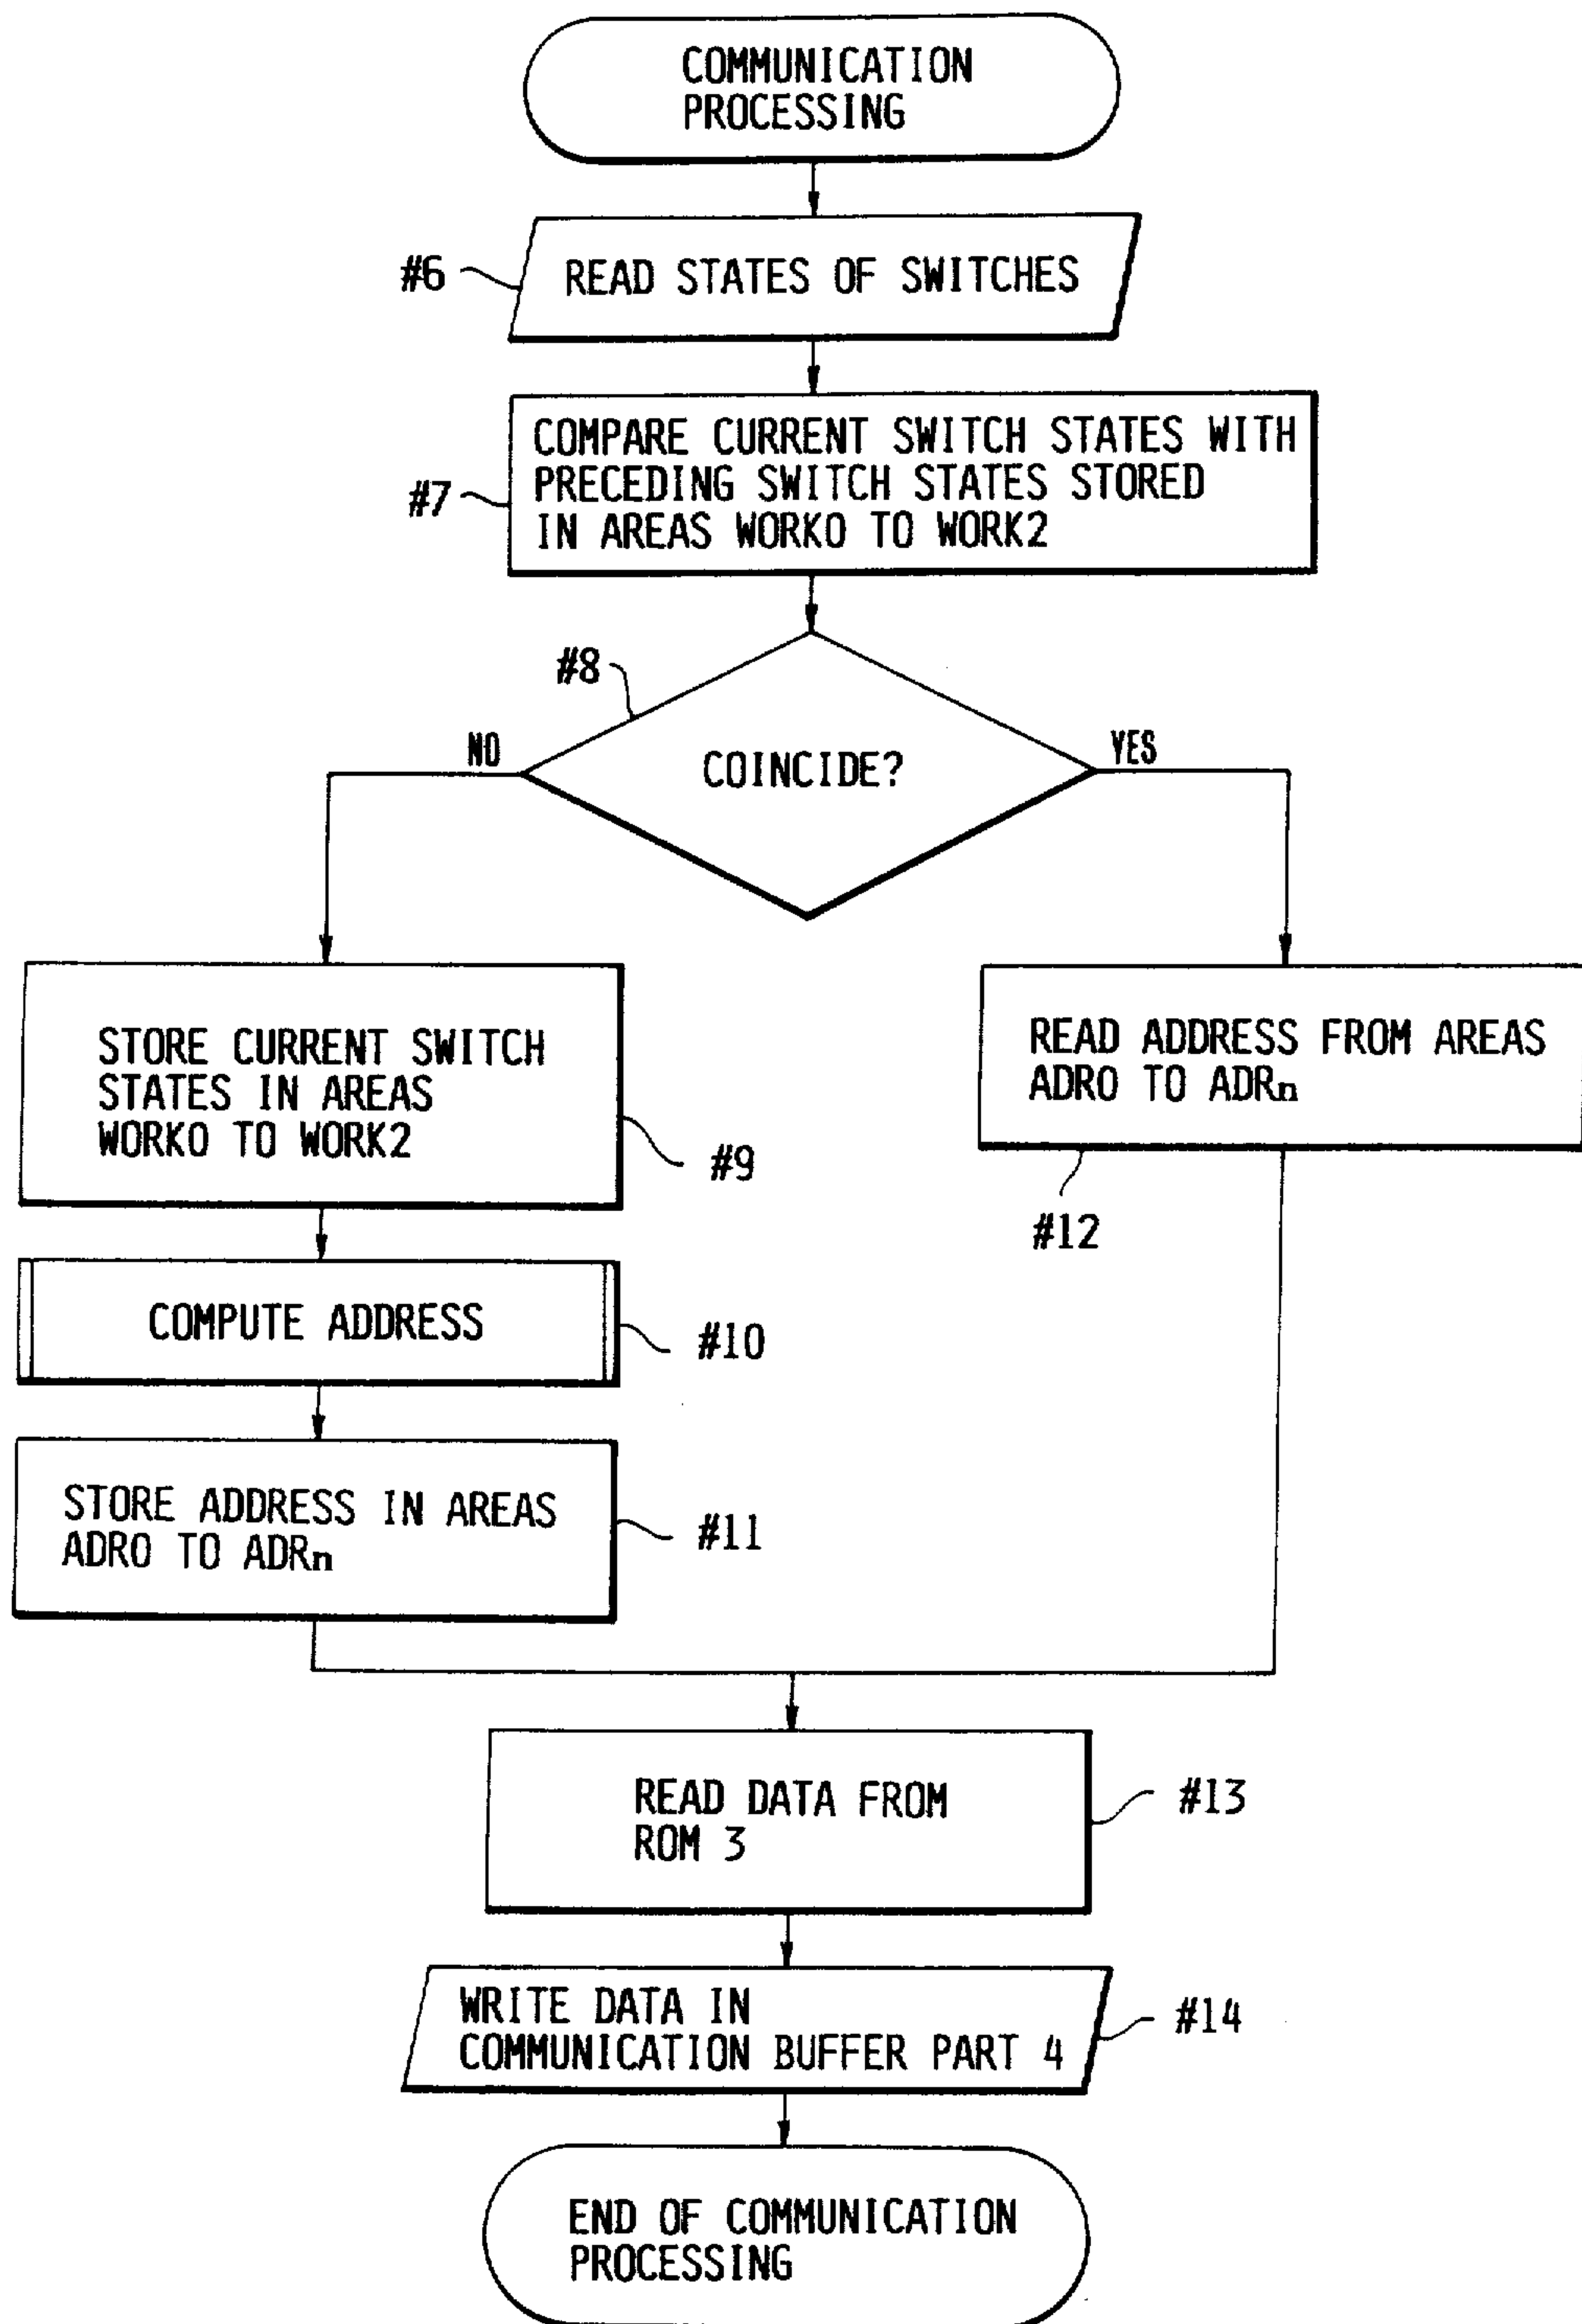 COMMUNICATION
PROCESSING
#6
READ STATES OF SWITCHES
#7
COMPARE CURRENT SWITCH STATES WITH
PRECEDING SWITCH STATES STORED
IN AREAS WORK0 TO WORK2
#8
NO
COINCIDE?
YES
STORE CURRENT SWITCH
STATES IN AREAS
WORK0 TO WORK2
#9
READ ADDRESS FROM AREAS
ADR0 TO ADRn
#12
COMPUTE ADDRESS
#10
STORE ADDRESS IN AREAS
ADR0 TO ADRn
#11
READ DATA FROM
ROM 3
#13
WRITE DATA IN
COMMUNICATION BUFFER PART 4
#14
END OF COMMUNICATION
PROCESSING